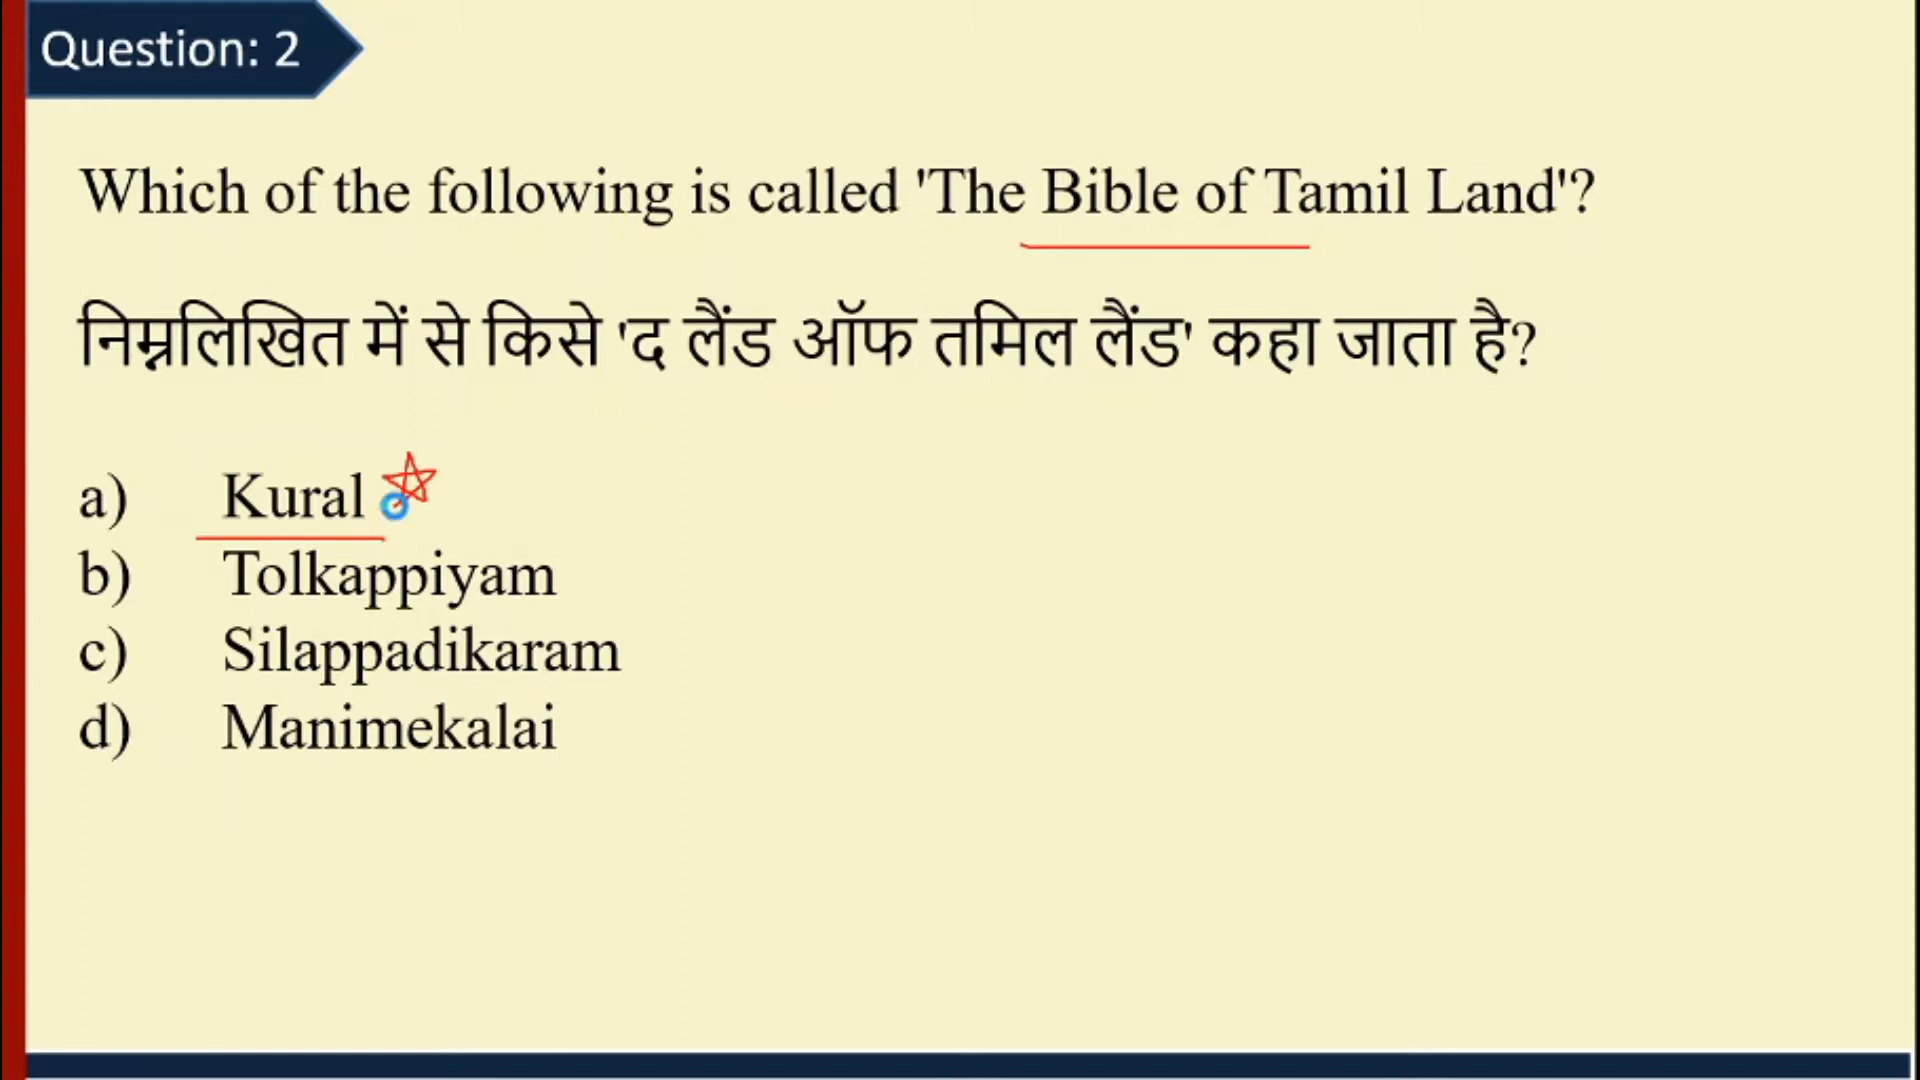 Question: 2
Which of the following is called 'The Bible of Tamil Land'?
निम्नलिखित में से किसे 'द लैंड ऑफ तमिल लैंड' कहा जाता है?
a) Kural
b) Tolkappiyam
c) Silappadikaram
d) Manimekalai